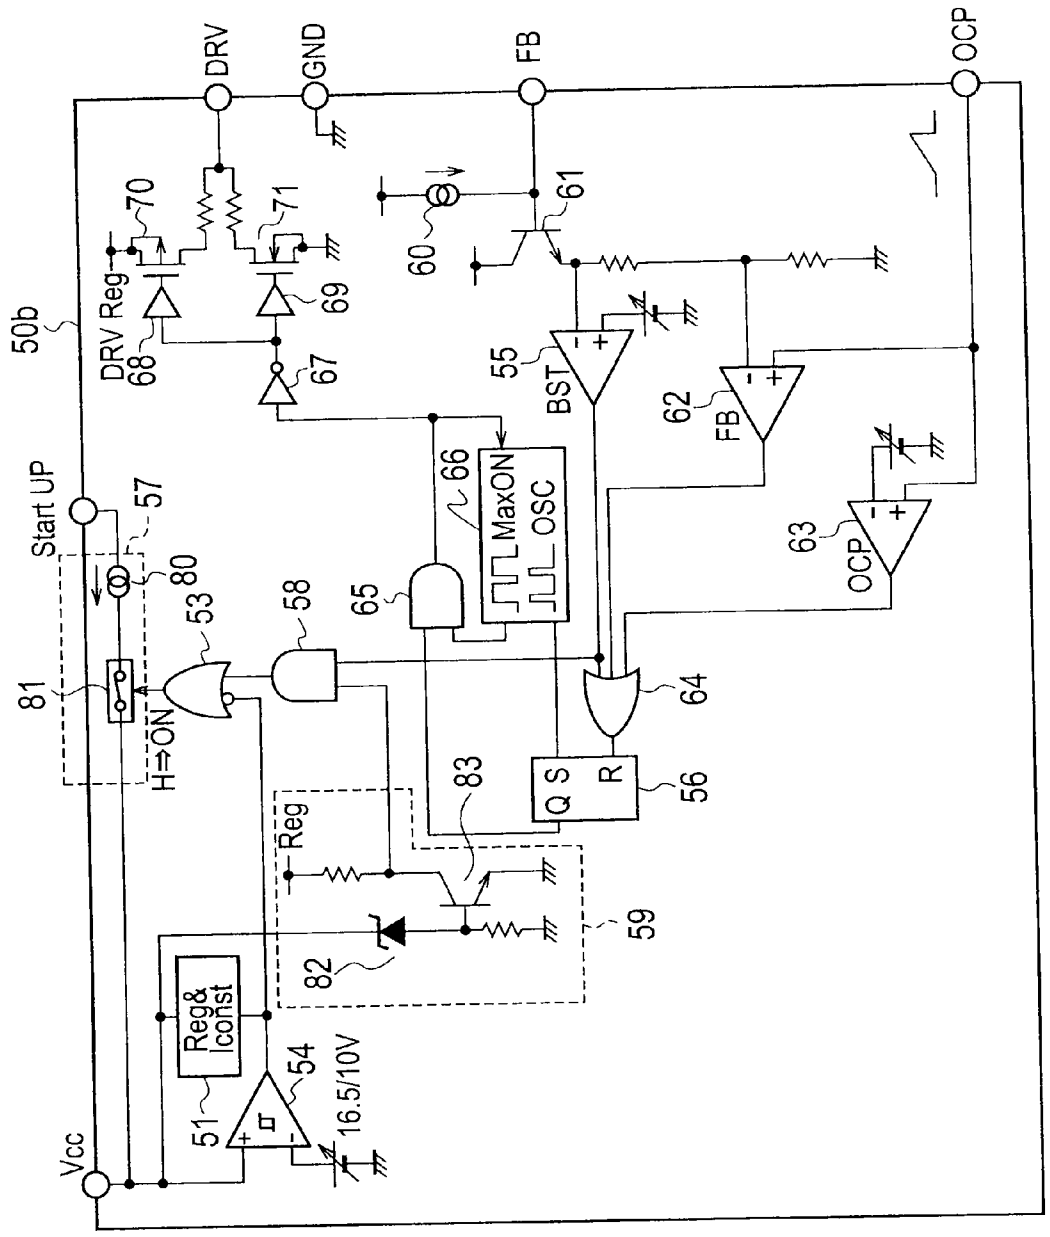 50b
Vcc
Start UP
DRV
GND
FB
OCP
57
80
81
H⇒ON
53
58
51
Reg&
Iconst
54
+
-
16.5/10V
Reg
82
83
59
DRV Reg
70
71
68
69
67
60
61
55
BST
-
+
62
FB
-
+
63
OCP
-
+
65
66
MaxON
OSC
64
Q S
R
56